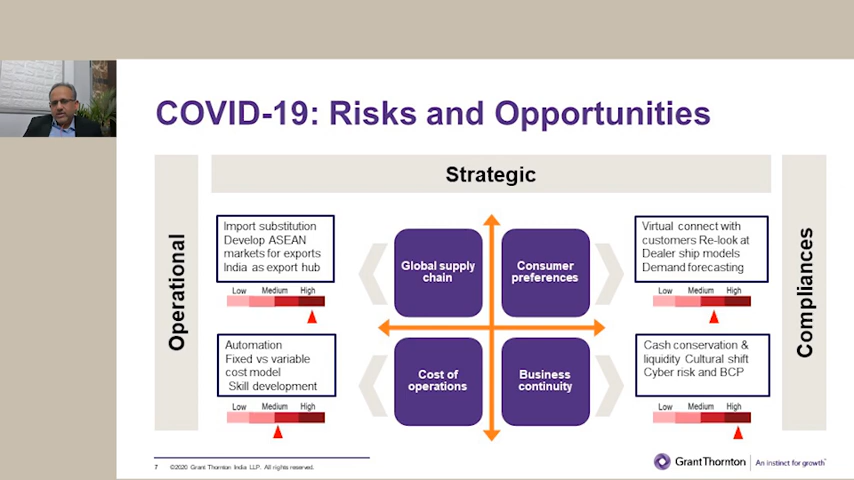 COVID-19: Risks and Opportunities
Strategic
Operational
Compliances
Import substitution
Develop ASEAN
markets for exports
India as export hub
Low Medium High
Global supply
chain
Consumer
preferences
Virtual connect with
customers Re-look at
Dealer ship models
Demand forecasting
Low Medium High
Automation
Fixed vs variable
cost model
Skill development
Low Medium High
Cost of
operations
Business
continuity
Cash conservation &
liquidity Cultural shift
Cyber risk and BCP
Low Medium High
7 ©2020 Grant Thornton India LLP. All rights reserved.
GrantThornton An instinct for growth™